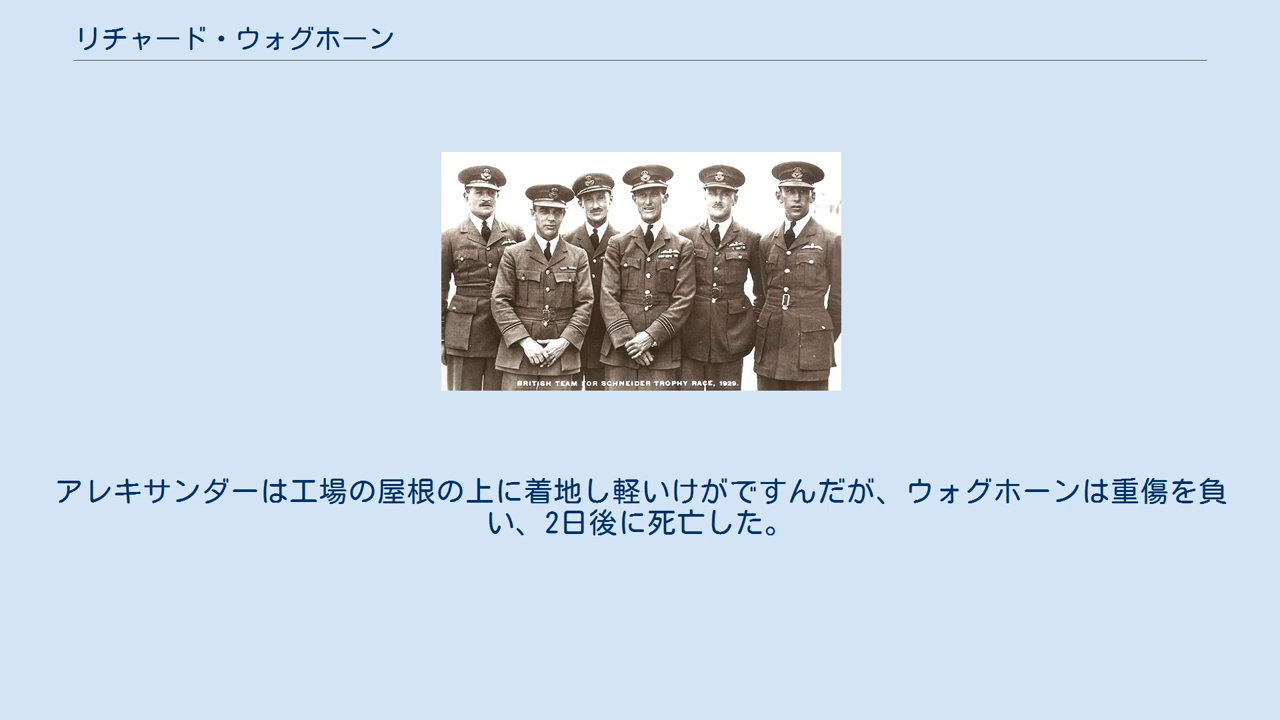 リチャード・ウォグホーン
BRITISH TEAM FOR SCHNEIDER TROPHY RACE, 1929.
アレキサンダーは工場の屋根の上に着地し軽いけがですんだが、ウォグホーンは重傷を負
い、2日後に死亡した。